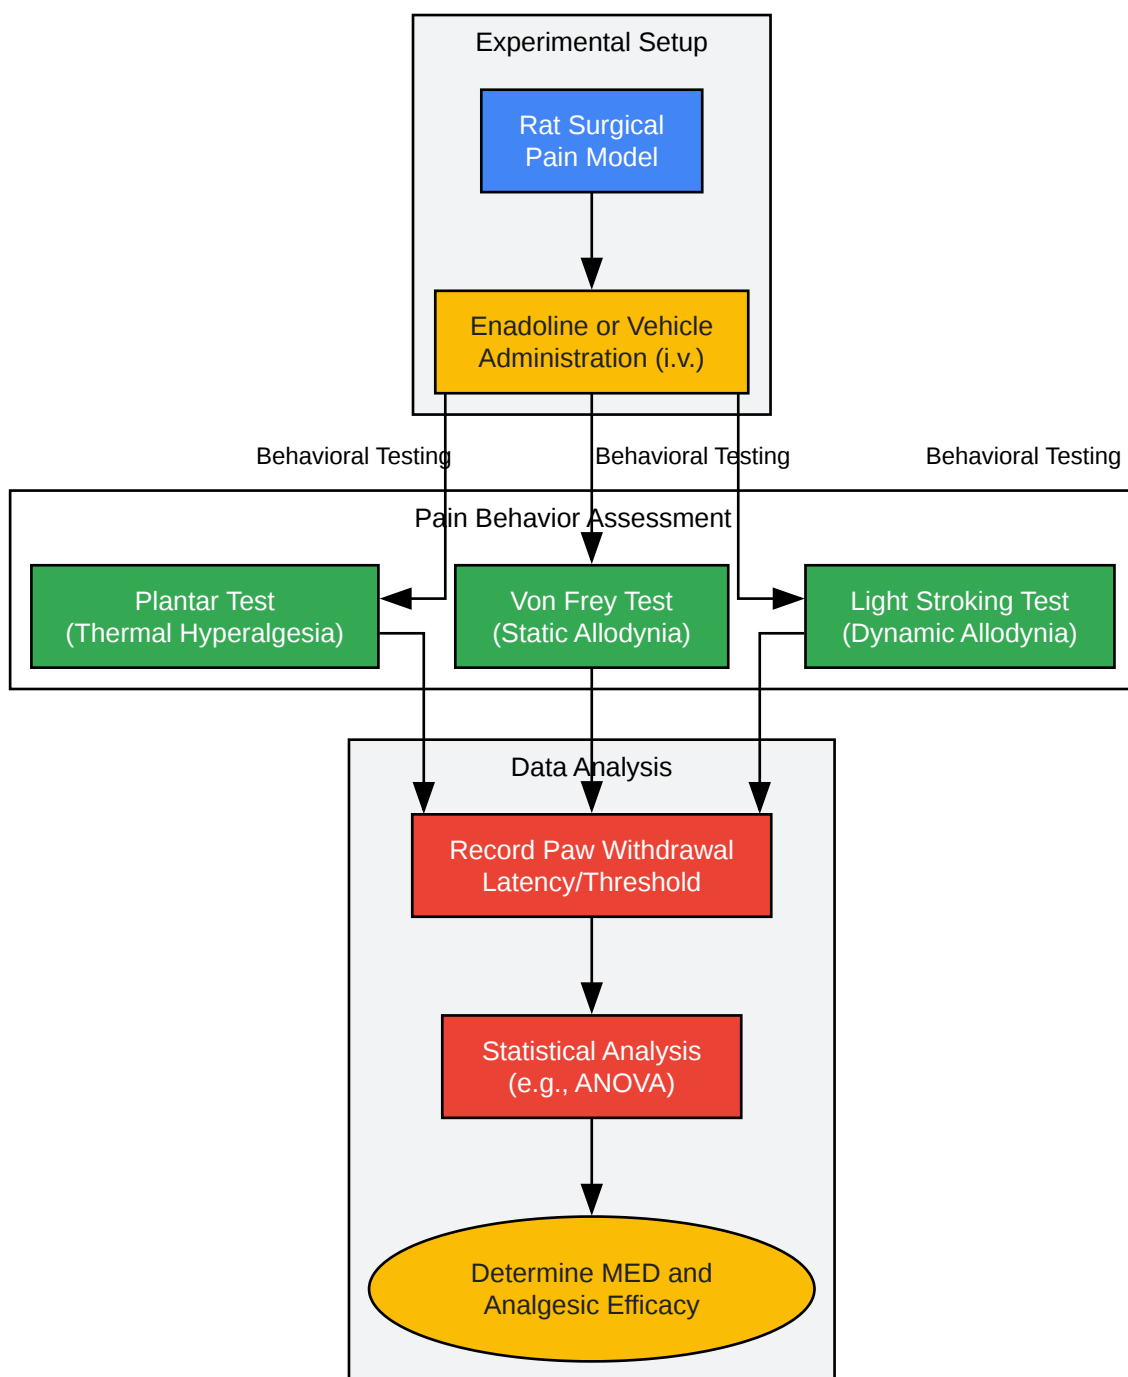 Experimental Setup
Rat Surgical
Pain Model
Enadoline or Vehicle
Administration (i.v.)
Behavioral Testing
Behavioral Testing
Behavioral Testing
Pain Behavior Assessment
Plantar Test
(Thermal Hyperalgesia)
Von Frey Test
(Static Allodynia)
Light Stroking Test
(Dynamic Allodynia)
Data Analysis
Record Paw Withdrawal
Latency/Threshold
Statistical Analysis
(e.g., ANOVA)
Determine MED and
Analgesic Efficacy